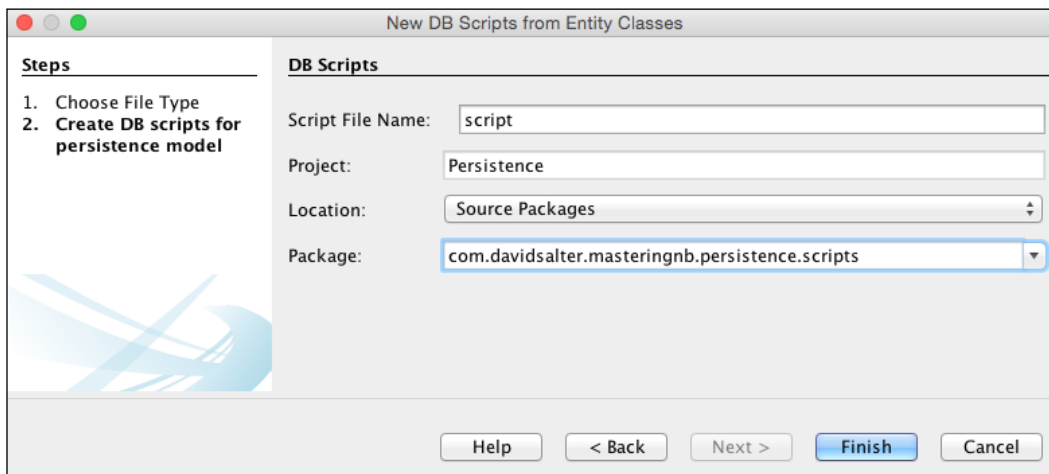 New DB Scripts from Entity Classes
Steps
1. Choose File Type
2. Create DB scripts for
persistence model
DB Scripts
Script File Name: script
Project: Persistence
Location: Source Packages
Package: com.davidsalter.masteringnb.persistence.scripts
Help < Back Next > Finish Cancel